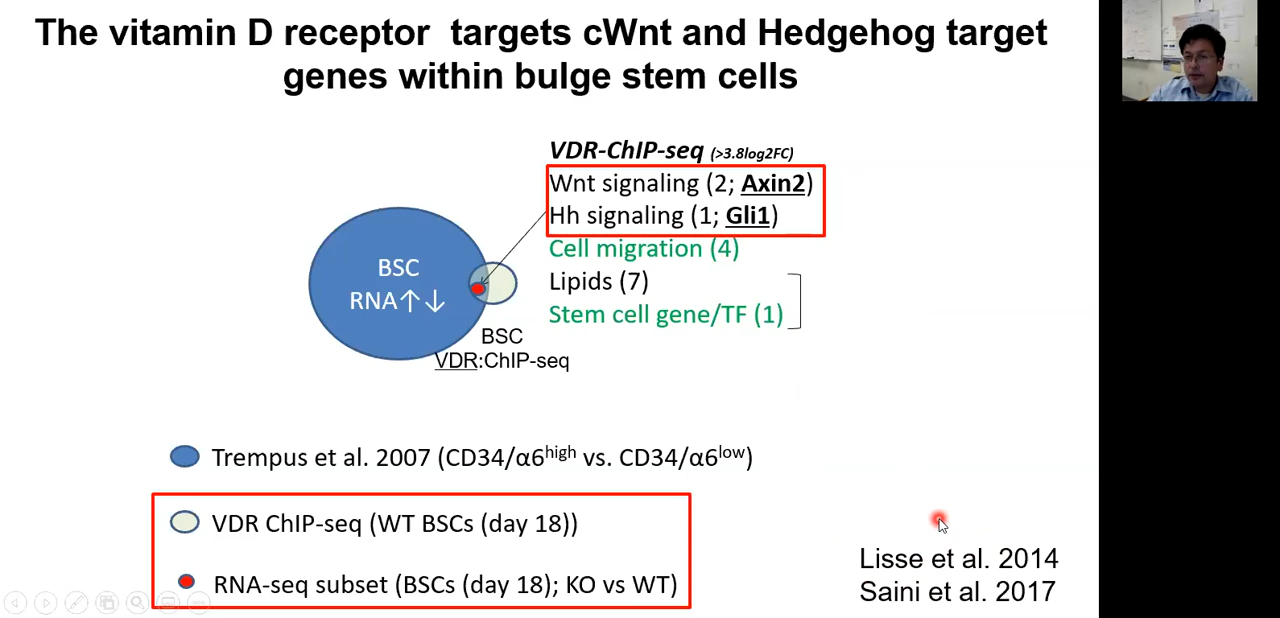 The vitamin D receptor  targets cWnt and Hedgehog target
genes within bulge stem cells
VDR-ChIP-seq (>3.8log2FC)
Wnt signaling (2; Axin2)
Hh signaling (1; Gli1)
Cell migration (4)
Lipids (7)
Stem cell gene/TF (1)
BSC
RNA↑↓
BSC
VDR:ChIP-seq
Trempus et al. 2007 (CD34/α6high vs. CD34/α6low)
VDR ChIP-seq (WT BSCs (day 18))
RNA-seq subset (BSCs (day 18); KO vs WT)
Lisse et al. 2014
Saini et al. 2017